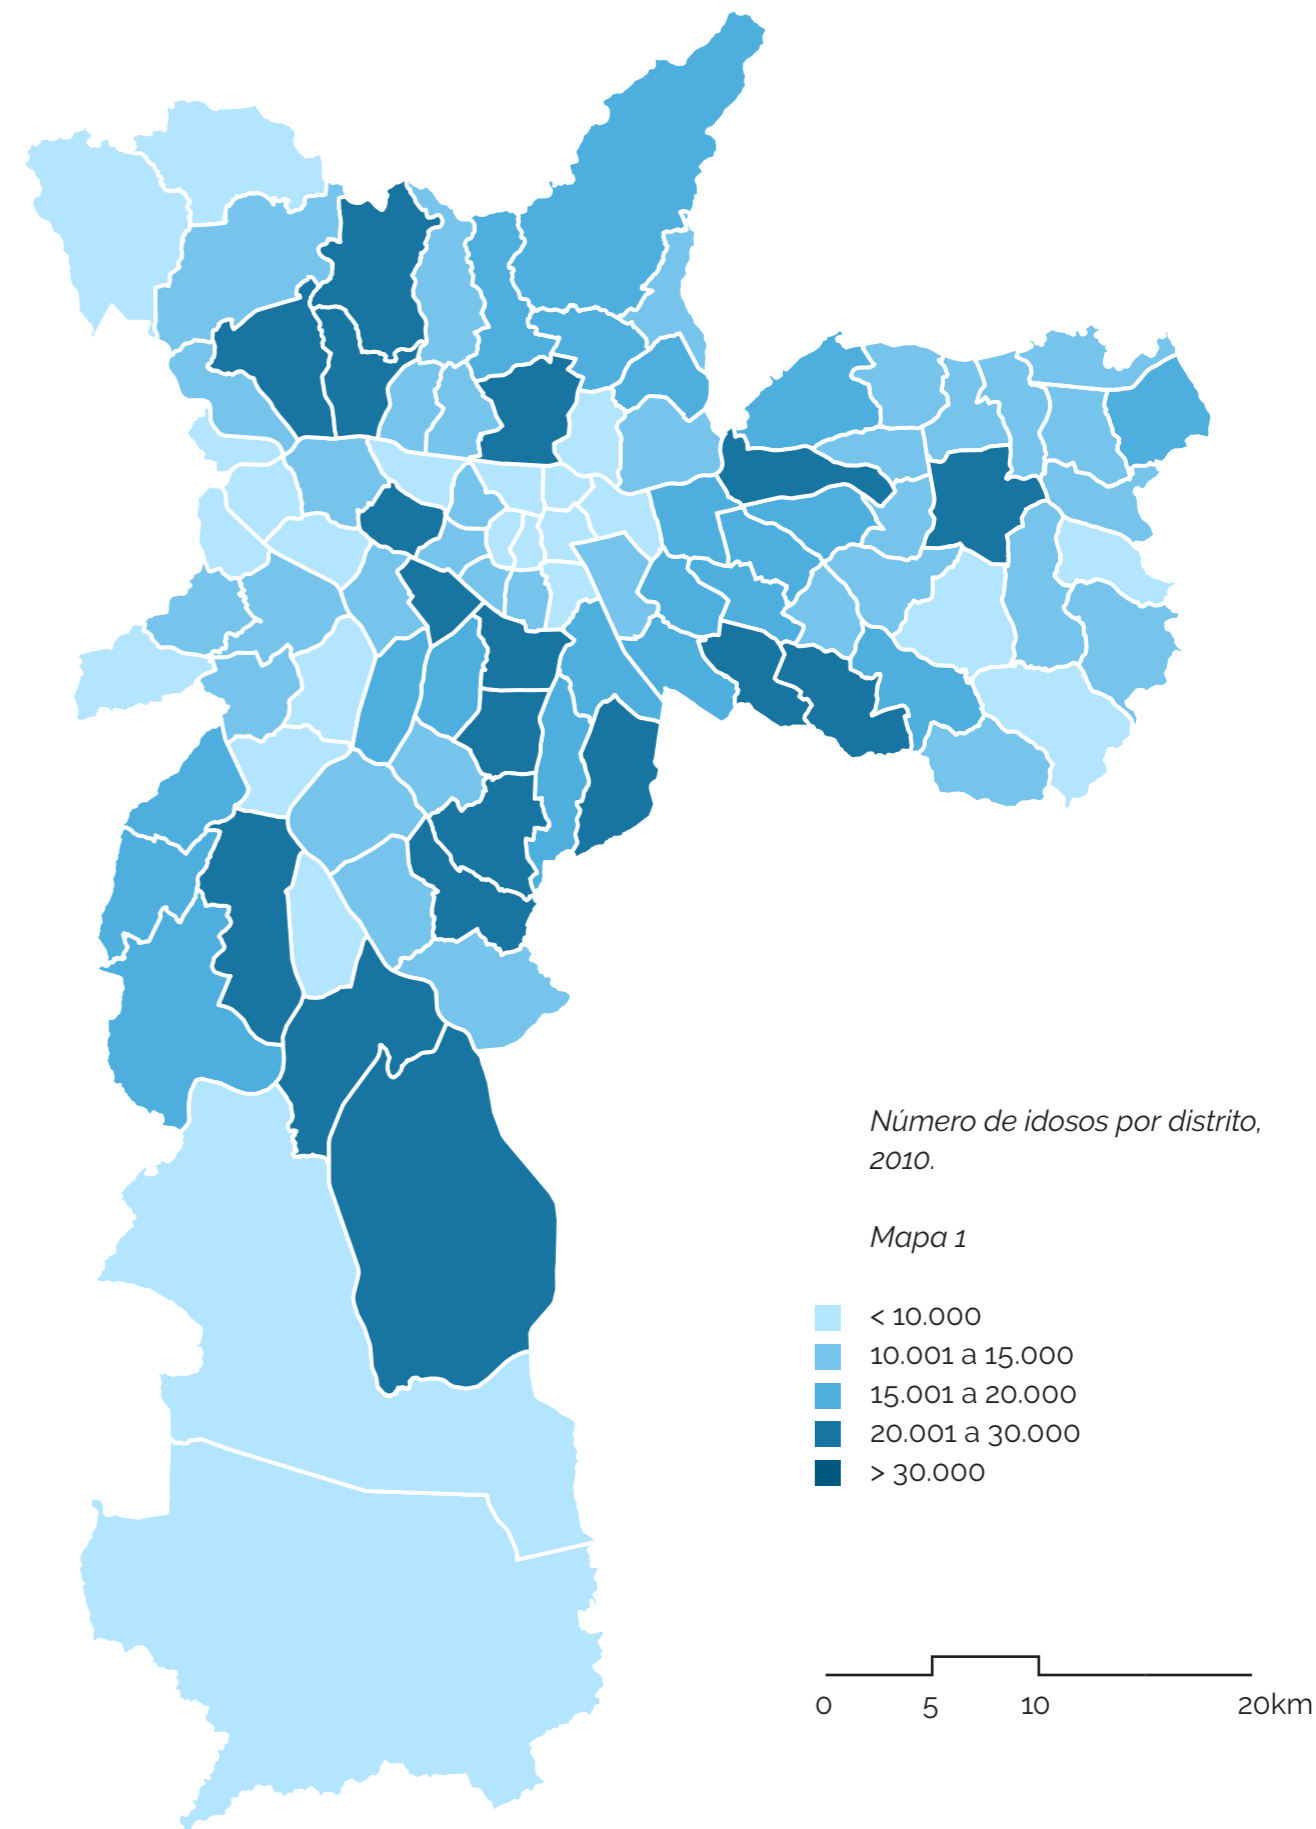 Número de idosos por distrito,
2010.
Mapa 1
< 10.000
10.001 a 15.000
15.001 a 20.000
20.001 a 30.000
> 30.000
0 5 10 20km